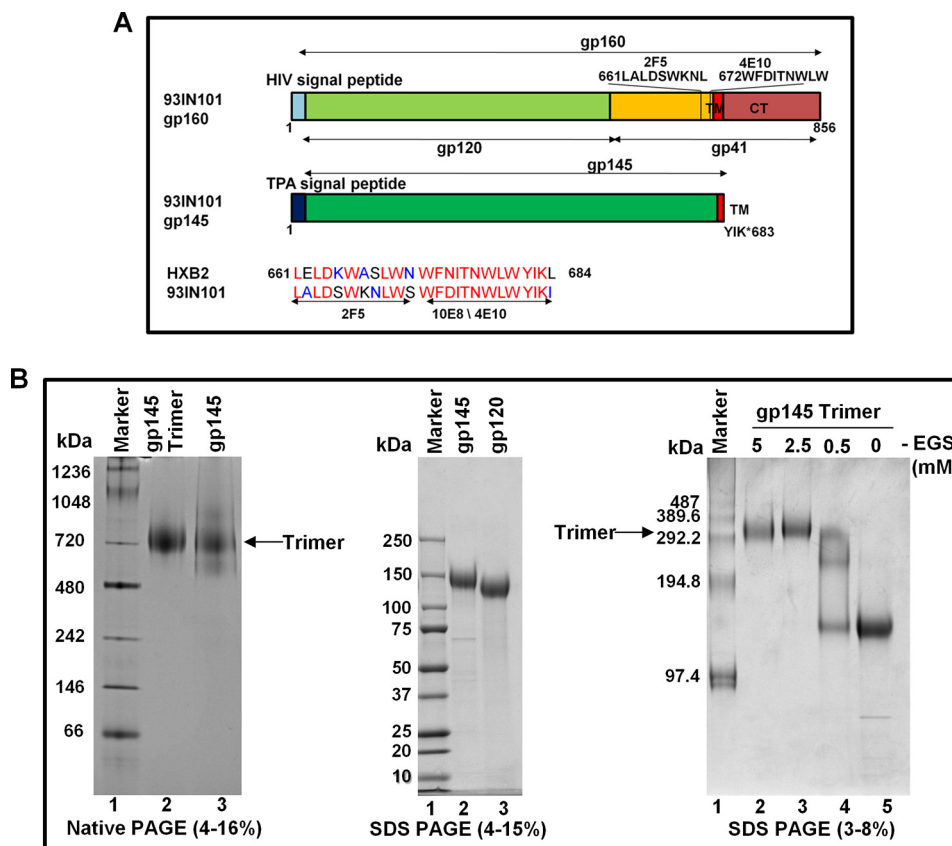 A
gp160
2F5 4E10
HIV signal peptide 661LALDSWKNL 672WFDITNWLW
93IN101
gp160
TM CT
1 856
gp120 gp41
gp145
TPA signal peptide
93IN101
gp145
TM
1 YIK*683
HXB2 661 LELDKWASLWN WFNITNWLWYIKL 684
93IN101 LALDSWKNLWS WFDITNWLWYIKI
2F5 10E8 \ 4E10
B
kDa
Marker
gp145 Trimer
gp145
1236
1048
720
480
242
146
66
Trimer
1 2 3
Native PAGE (4-16%)
kDa
Marker
gp145
gp120
250
150
100
75
50
37
25
20
10
1 2 3
SDS PAGE (4-15%)
gp145 Trimer
kDa
Marker
5 2.5 0.5 0 - EGS
(mM
487
389.6
292.2
194.8
97.4
Trimer
1 2 3 4 5
SDS PAGE (3-8%)